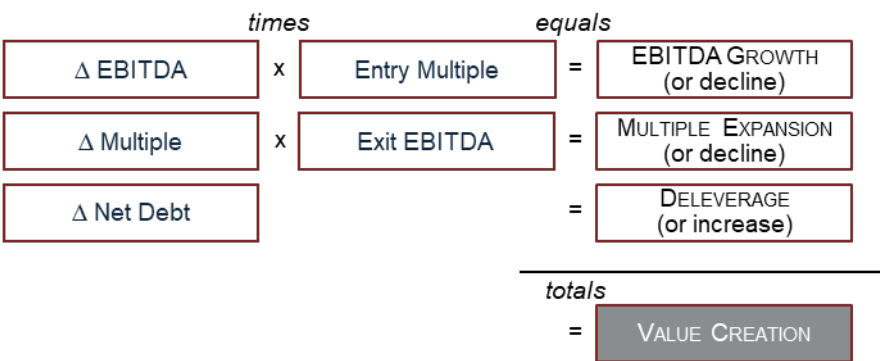 times equals
Δ EBITDA x Entry Multiple = EBITDA GROWTH
(or decline)
Δ Multiple x Exit EBITDA = MULTIPLE EXPANSION
(or decline)
Δ Net Debt = DELEVERAGE
(or increase)
totals
= VALUE CREATION